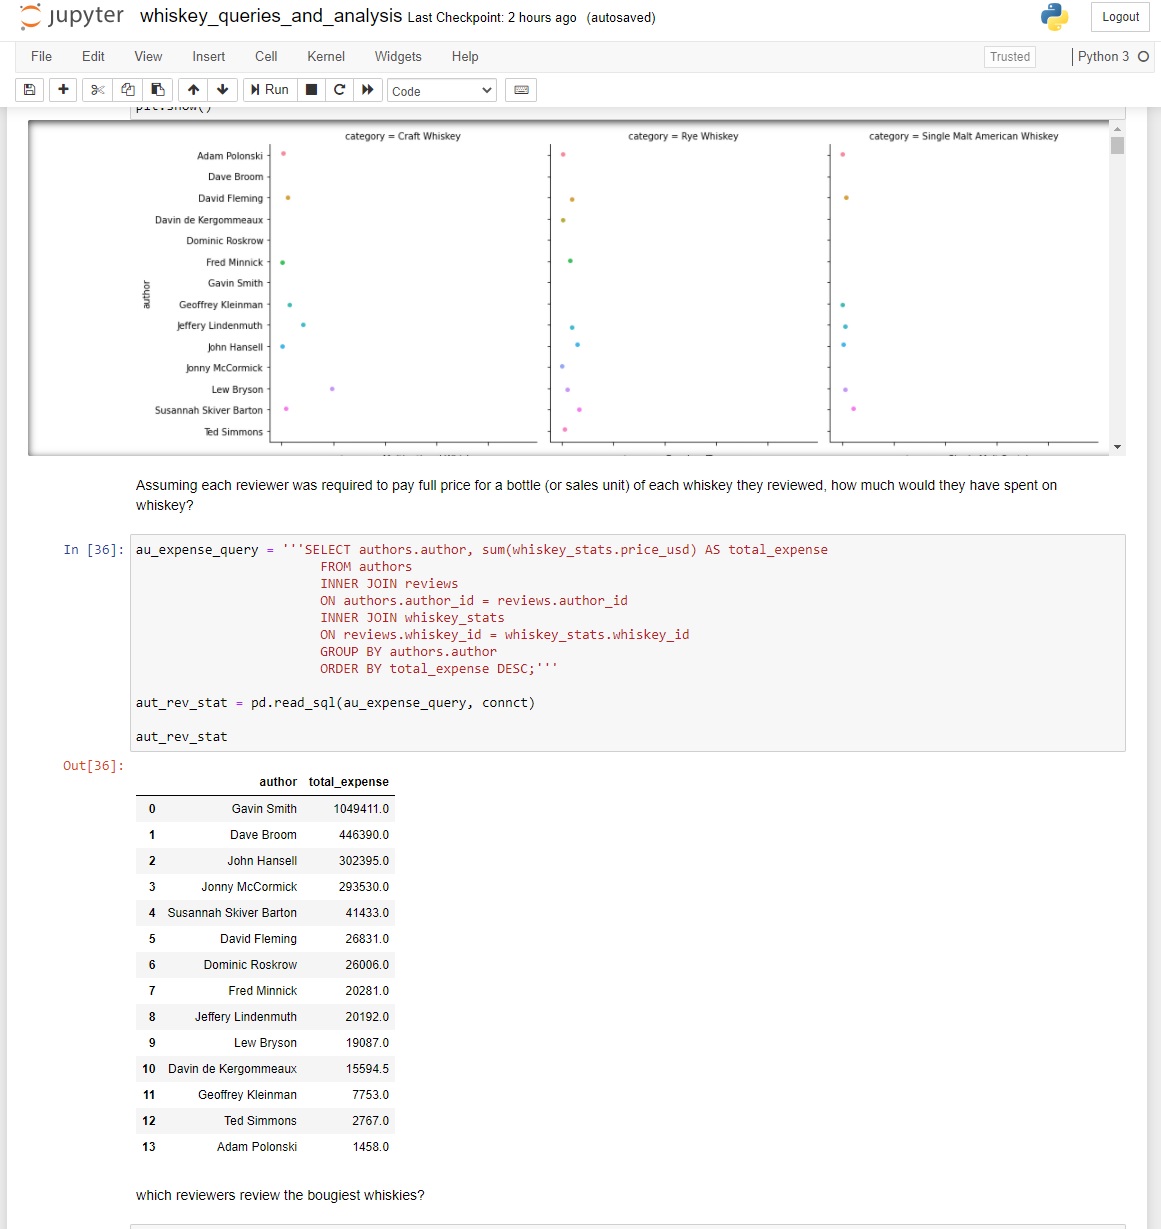 jupyter whiskey_queries_and_analysis Last Checkpoint: 2 hours ago (autosaved)
Logout
File Edit View Insert Cell Kernel Widgets Help
Trusted
Python 3
Run
Code
plt.show()
category = Craft Whiskey
category = Rye Whiskey
category = Single Malt American Whiskey
author
Adam Polonski
Dave Broom
David Fleming
Davin de Kergommeaux
Dominic Roskrow
Fred Minnick
Gavin Smith
Geoffrey Kleinman
Jeffery Lindenmuth
John Hansell
Jonny McCormick
Lew Bryson
Susannah Skiver Barton
Ted Simmons
Assuming each reviewer was required to pay full price for a bottle (or sales unit) of each whiskey they reviewed, how much would they have spent on
whiskey?
In [36]:
au_expense_query = '''SELECT authors.author, sum(whiskey_stats.price_usd) AS total_expense
FROM authors
INNER JOIN reviews
ON authors.author_id = reviews.author_id
INNER JOIN whiskey_stats
ON reviews.whiskey_id = whiskey_stats.whiskey_id
GROUP BY authors.author
ORDER BY total_expense DESC;'''
aut_rev_stat = pd.read_sql(au_expense_query, connct)
aut_rev_stat
Out[36]:
author total_expense
0 Gavin Smith 1049411.0
1 Dave Broom 446390.0
2 John Hansell 302395.0
3 Jonny McCormick 293530.0
4 Susannah Skiver Barton 41433.0
5 David Fleming 26831.0
6 Dominic Roskrow 26006.0
7 Fred Minnick 20281.0
8 Jeffery Lindenmuth 20192.0
9 Lew Bryson 19087.0
10 Davin de Kergommeaux 15594.5
11 Geoffrey Kleinman 7753.0
12 Ted Simmons 2767.0
13 Adam Polonski 1458.0
which reviewers review the bougiest whiskies?